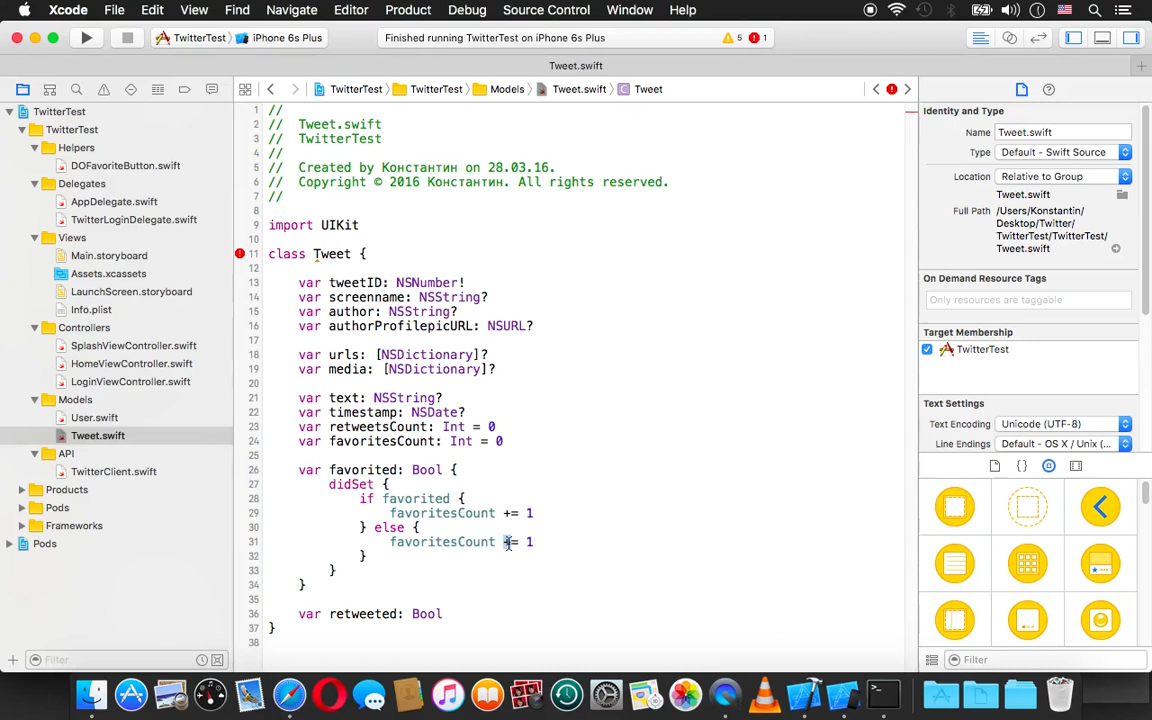 Xcode File Edit View Find Navigate Editor Product Debug Source Control Window Help
TwitterTest iPhone 6s Plus Finished running TwitterTest on iPhone 6s Plus 5 1
Tweet.swift
TwitterTest TwitterTest Models Tweet.swift C Tweet
TwitterTest
TwitterTest
Helpers
DOFavoriteButton.swift
Delegates
AppDelegate.swift
TwitterLoginDelegate.swift
Views
Main.storyboard
Assets.xcassets
LaunchScreen.storyboard
Info.plist
Controllers
SplashViewController.swift
HomeViewController.swift
LoginViewController.swift
Models
User.swift
Tweet.swift
API
TwitterClient.swift
Products
Pods
Frameworks
Pods
Filter
1 //
2 // Tweet.swift
3 // TwitterTest
4 //
5 // Created by Константин on 28.03.16.
6 // Copyright © 2016 Константин. All rights reserved.
7 //
8
9 import UIKit
10
11 class Tweet {
12
13 var tweetID: NSNumber!
14 var screenname: NSString?
15 var author: NSString?
16 var authorProfilepicURL: NSURL?
17
18 var urls: [NSDictionary]?
19 var media: [NSDictionary]?
20
21 var text: NSString?
22 var timestamp: NSDate?
23 var retweetsCount: Int = 0
24 var favoritesCount: Int = 0
25
26 var favorited: Bool {
27 didSet {
28 if favorited {
29 favoritesCount += 1
30 } else {
31 favoritesCount += 1
32 }
33 }
34 }
35
36 var retweeted: Bool
37 }
38
Identity and Type
Name Tweet.swift
Type Default - Swift Source
Location Relative to Group
Tweet.swift
Full Path /Users/Konstantin/
Desktop/Twitter/
TwitterTest/TwitterTest/
Tweet.swift
On Demand Resource Tags
Only resources are taggable
Target Membership
TwitterTest
Text Settings
Text Encoding Unicode (UTF-8)
Line Endings Default - OS X / Unix (...
Filter